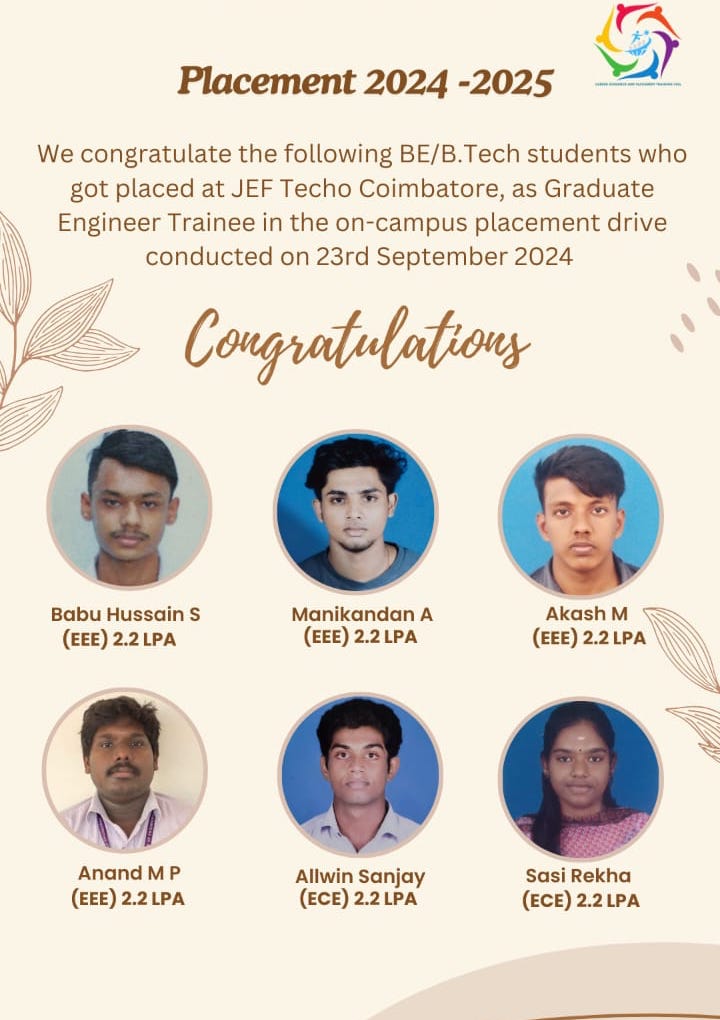 Placement 2024 -2025
CAREER GUIDANCE AND PLACEMENT TRAINING CELL
We congratulate the following BE/B.Tech students who
got placed at JEF Techo Coimbatore, as Graduate
Engineer Trainee in the on-campus placement drive
conducted on 23rd September 2024
Congratulations
Babu Hussain S
(EEE) 2.2 LPA
Manikandan A
(EEE) 2.2 LPA
Akash M
(EEE) 2.2 LPA
Anand M P
(EEE) 2.2 LPA
Allwin Sanjay
(ECE) 2.2 LPA
Sasi Rekha
(ECE) 2.2 LPA